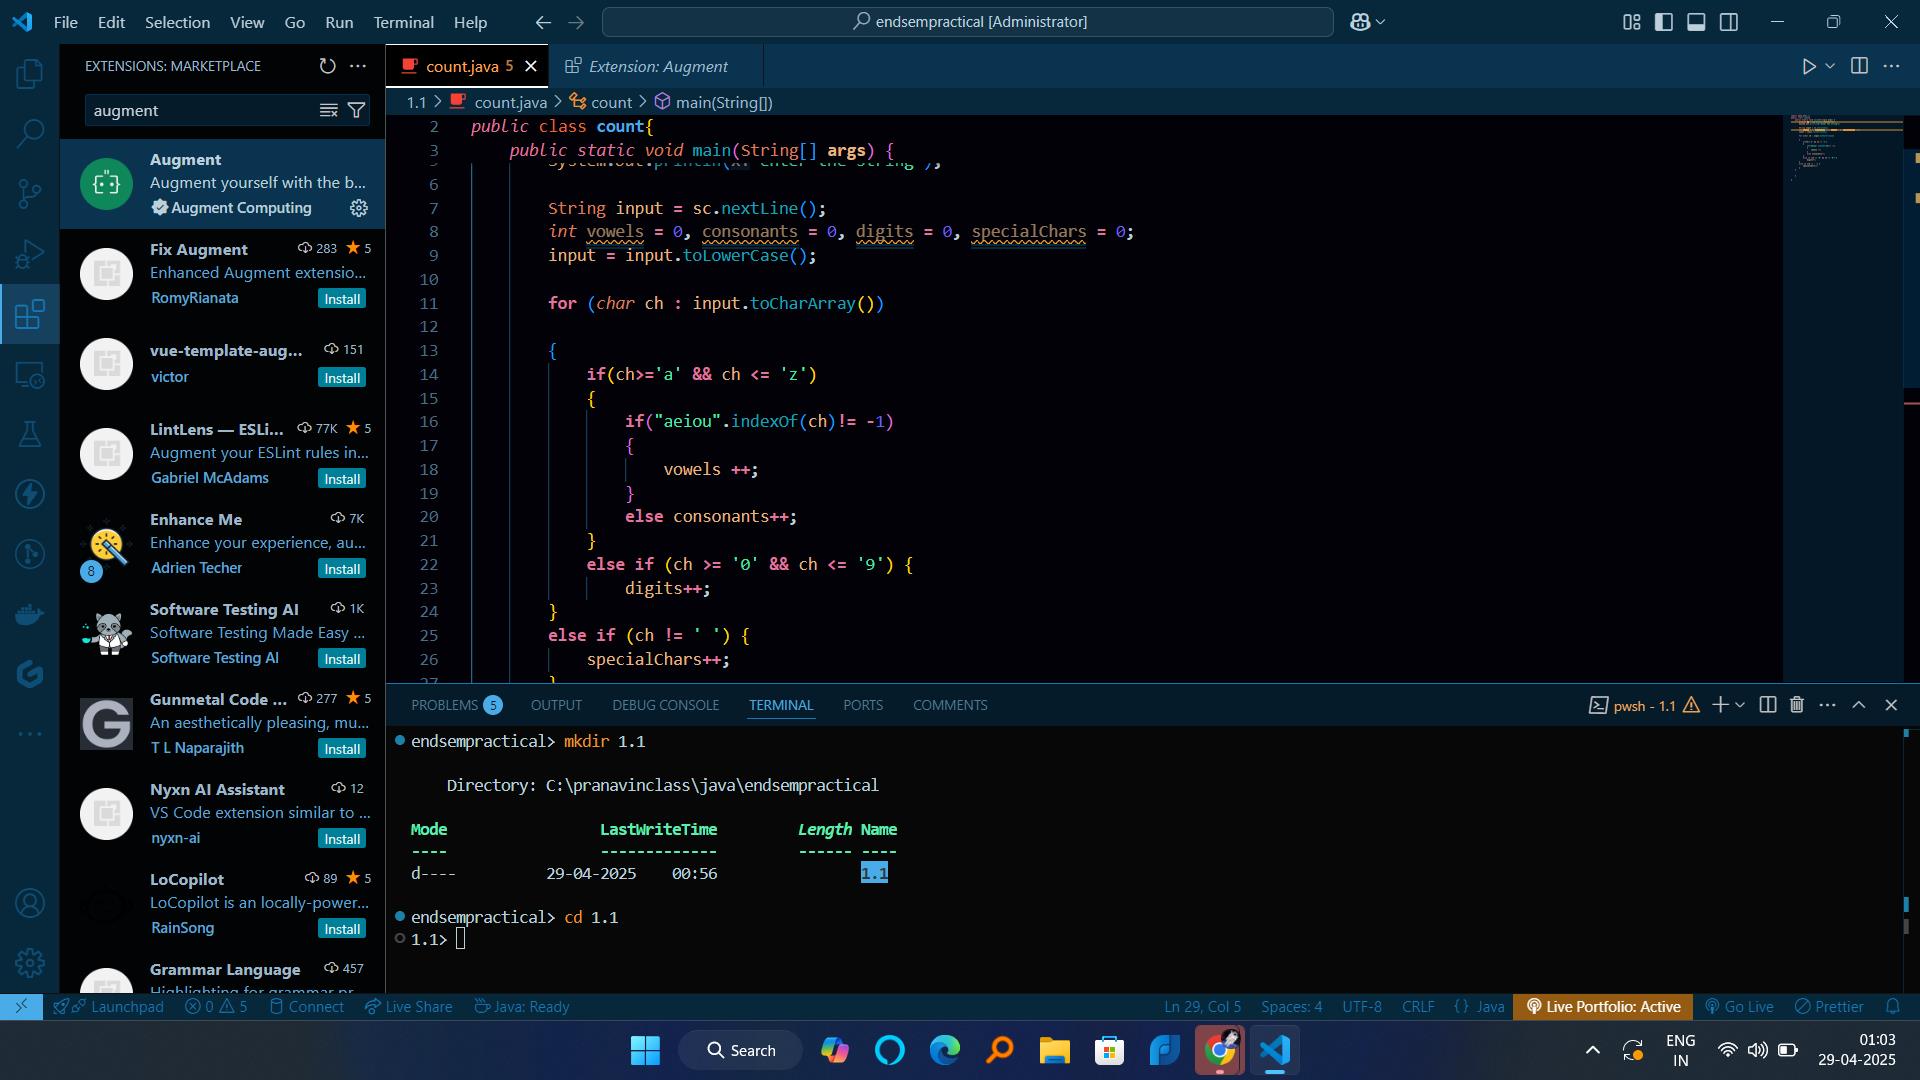 File Edit Selection View Go Run Terminal Help
endsempractical [Administrator]
EXTENSIONS: MARKETPLACE
augment
Augment
Augment yourself with the b...
Augment Computing
Fix Augment 283 5
Enhanced Augment extensio...
RomyRianata Install
vue-template-aug... 151
victor Install
LintLens — ESLi... 77K 5
Augment your ESLint rules in...
Gabriel McAdams Install
Enhance Me 7K
Enhance your experience, au...
8 Adrien Techer Install
Software Testing AI 1K
Software Testing Made Easy ...
Software Testing AI Install
Gunmetal Code ... 277 5
An aesthetically pleasing, mu...
T L Naparajith Install
Nyxn AI Assistant 12
VS Code extension similar to ...
nyxn-ai Install
LoCopilot 89 5
LoCopilot is an locally-power...
RainSong Install
Grammar Language 457
count.java 5
Extension: Augment
1.1 > count.java > count > main(String[])
2 public class count{
3 public static void main(String[] args) {
6
7 String input = sc.nextLine();
8 int vowels = 0, consonants = 0, digits = 0, specialChars = 0;
9 input = input.toLowerCase();
10
11 for (char ch : input.toCharArray())
12
13 {
14 if(ch>='a' && ch <= 'z')
15 {
16 if("aeiou".indexOf(ch)!= -1)
17 {
18 vowels ++;
19 }
20 else consonants++;
21 }
22 else if (ch >= '0' && ch <= '9') {
23 digits++;
24 }
25 else if (ch != ' ') {
26 specialChars++;
PROBLEMS 5 OUTPUT DEBUG CONSOLE TERMINAL PORTS COMMENTS
pwsh - 1.1
endsempractical> mkdir 1.1
Directory: C:\pranavinclass\java\endsempractical
Mode LastWriteTime Length Name
---- ------------- ------ ----
d---- 29-04-2025 00:56 1.1
endsempractical> cd 1.1
1.1>
Launchpad 0 5 Connect Live Share Java: Ready
Ln 29, Col 5 Spaces: 4 UTF-8 CRLF {} Java Live Portfolio: Active Go Live Prettier
Search
ENG
IN
01:03
29-04-2025